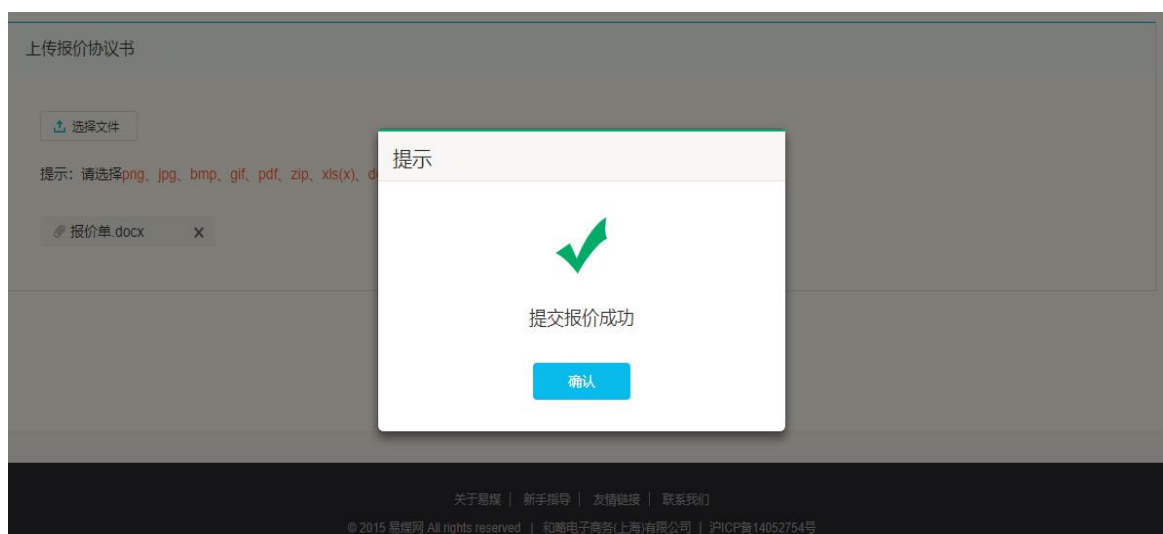 上传报价协议书
选择文件
提示：请选择png、jpg、bmp、gif、pdf、zip、xls(x)、d
报价单.docx X
提示
提交报价成功
确认
关于易煤 | 新手指导 | 友情链接 | 联系我们
© 2015 易煤网 All rights reserved | 和略电子商务(上海)有限公司 | 沪ICP备14052754号